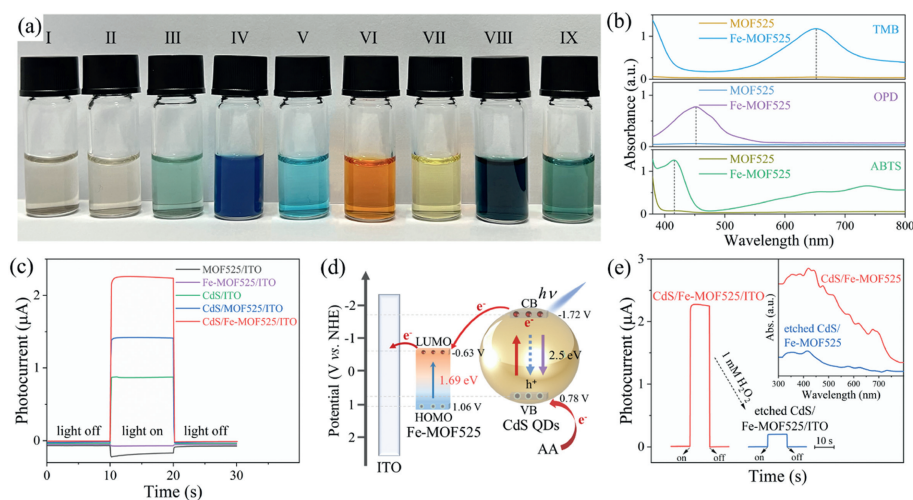 (a)
I II III IV V VI VII VIII IX
(b)
Absorbance (a.u.)
1
0
MOF525
Fe-MOF525
TMB
1
0
MOF525
Fe-MOF525
OPD
1
0
MOF525
Fe-MOF525
ABTS
400 500 600 700 800
Wavelength (nm)
(c)
Photocurrent (μA)
2
1
0
MOF525/ITO
Fe-MOF525/ITO
CdS/ITO
CdS/MOF525/ITO
CdS/Fe-MOF525/ITO
light off light on light off
0 10 20 30
Time (s)
(d)
Potential (V vs. NHE)
-2
-1
0
1
2
hν
CB
e-
-1.72 V
e-
e-
LUMO
-0.63 V
2.5 eV
1.69 eV
h+
HOMO
1.06 V
0.78 V
VB
Fe-MOF525
CdS QDs
e-
AA
ITO
(e)
Photocurrent (μA)
3
2
1
0
CdS/Fe-MOF525/ITO
1 mM H2O2
etched CdS/
Fe-MOF525/ITO
10 s
on off on off
Time (s)
Abs. (a.u.)
CdS/Fe-MOF525
etched CdS/
Fe-MOF525
300 400 500 600 700 800